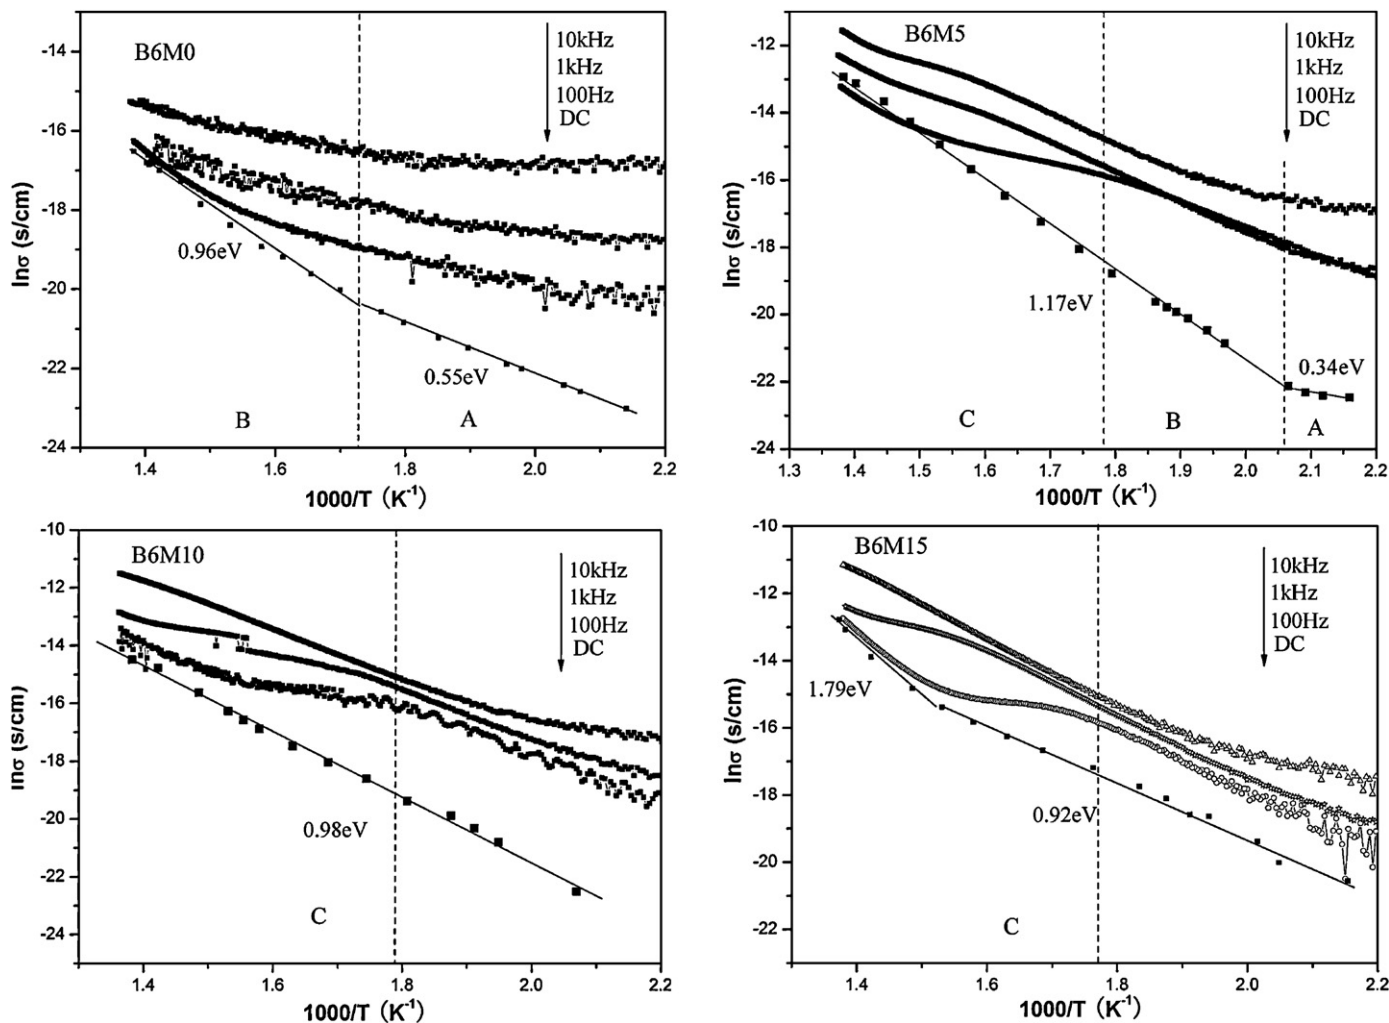 B6M0
10kHz
1kHz
100Hz
DC
0.96eV
0.55eV
B
A
-14
-16
-18
-20
-22
-24
lnσ (s/cm)
1.4 1.6 1.8 2.0 2.2
1000/T (K⁻¹)
B6M5
10kHz
1kHz
100Hz
DC
1.17eV
0.34eV
C
B
A
-12
-14
-16
-18
-20
-22
-24
lnσ (s/cm)
1.3 1.4 1.5 1.6 1.7 1.8 1.9 2.0 2.1 2.2
1000/T (K⁻¹)
B6M10
10kHz
1kHz
100Hz
DC
0.98eV
C
-10
-12
-14
-16
-18
-20
-22
-24
lnσ (s/cm)
1.4 1.6 1.8 2.0 2.2
1000/T (K⁻¹)
B6M15
10kHz
1kHz
100Hz
DC
1.79eV
0.92eV
C
-10
-12
-14
-16
-18
-20
-22
lnσ (s/cm)
1.4 1.6 1.8 2.0 2.2
1000/T (K⁻¹)